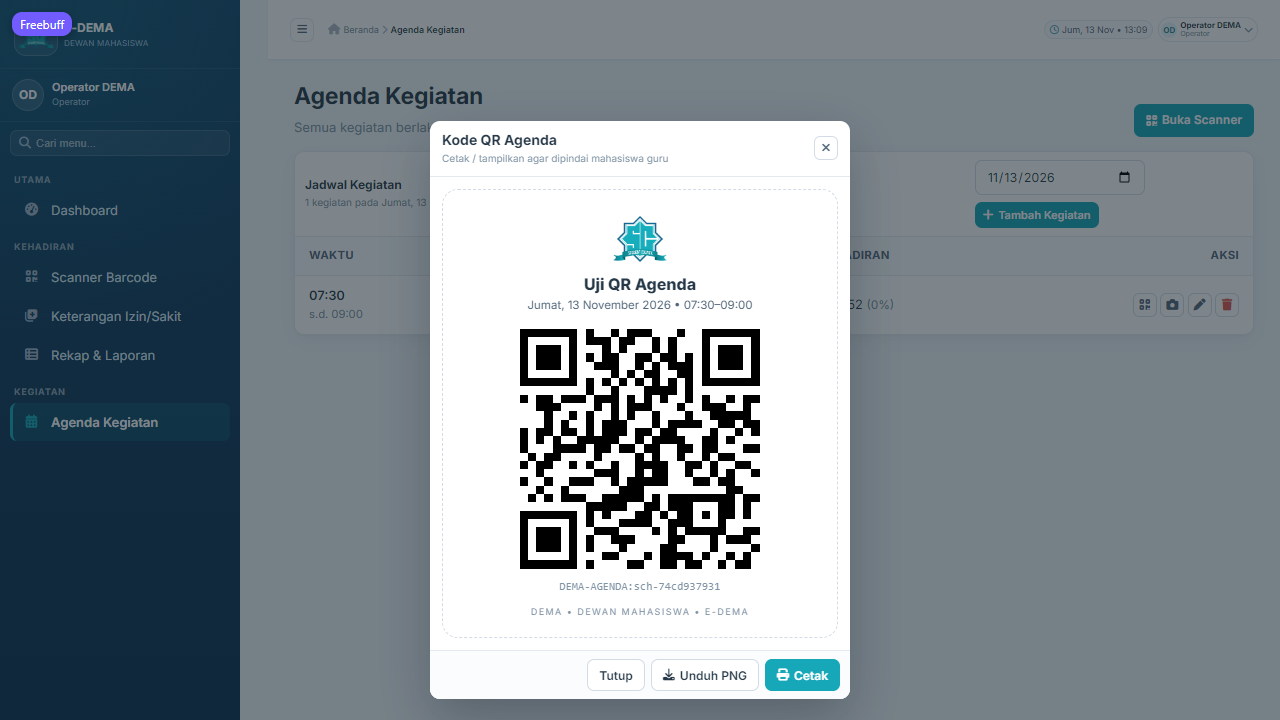 Freebuff
-DEMA
DEWAN MAHASISWA
OD
Operator DEMA
Operator
Cari menu...
UTAMA
Dashboard
KEHADIRAN
Scanner Barcode
Keterangan Izin/Sakit
Rekap & Laporan
KEGIATAN
Agenda Kegiatan
Beranda
Agenda Kegiatan
Jum, 13 Nov • 13:09
OD
Operator DEMA
Operator
Agenda Kegiatan
Semua kegiatan berla
Buka Scanner
Jadwal Kegiatan
1 kegiatan pada Jumat, 13
11/13/2026
Tambah Kegiatan
WAKTU
DIRAN
AKSI
07:30
s.d. 09:00
52 (0%)
Kode QR Agenda
Cetak / tampilkan agar dipindai mahasiswa guru
Uji QR Agenda
Jumat, 13 November 2026 • 07:30–09:00
DEMA-AGENDA:sch-74cd937931
DEMA • DEWAN MAHASISWA • E-DEMA
Tutup
Unduh PNG
Cetak